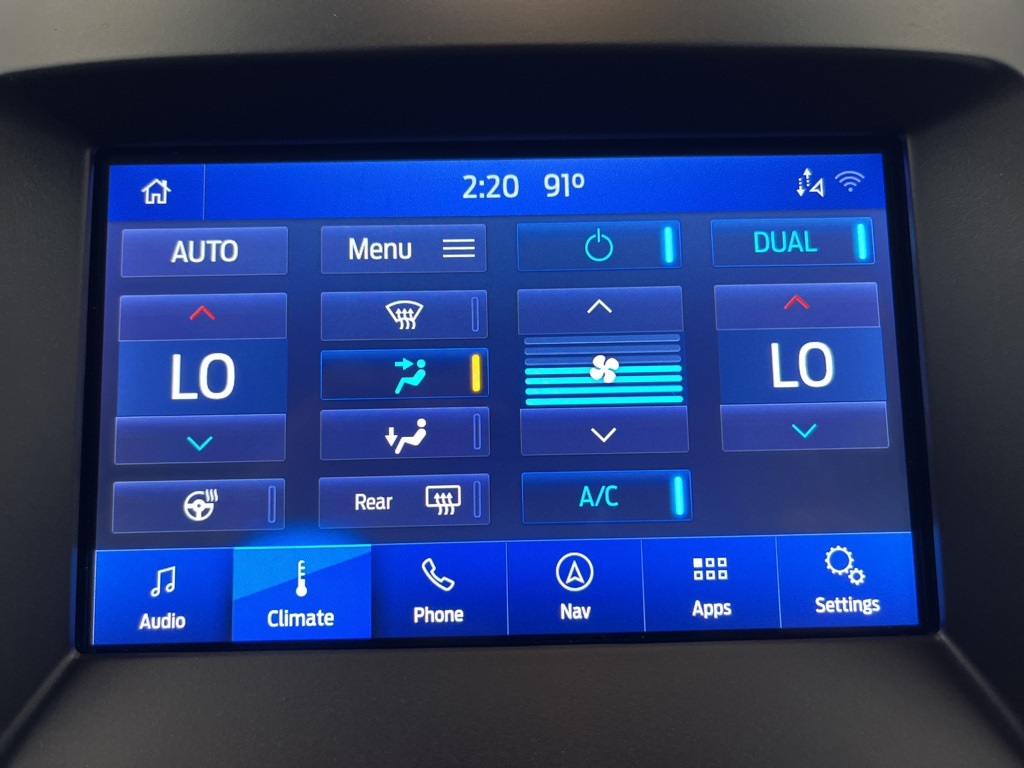 2:20 91°
AUTO
Menu
DUAL
LO
LO
Rear
A/C
Audio
Climate
Phone
Nav
Apps
Settings